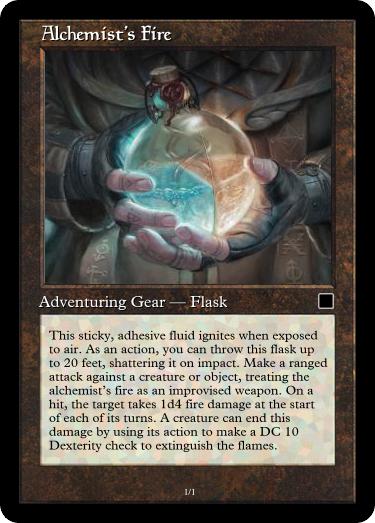 Alchemist's Fire
Adventuring Gear — Flask
This sticky, adhesive fluid ignites when exposed
to air. As an action, you can throw this flask up
to 20 feet, shattering it on impact. Make a ranged
attack against a creature or object, treating the
alchemist's fire as an improvised weapon. On a
hit, the target takes 1d4 fire damage at the start
of each of its turns. A creature can end this
damage by using its action to make a DC 10
Dexterity check to extinguish the flames.
1/1